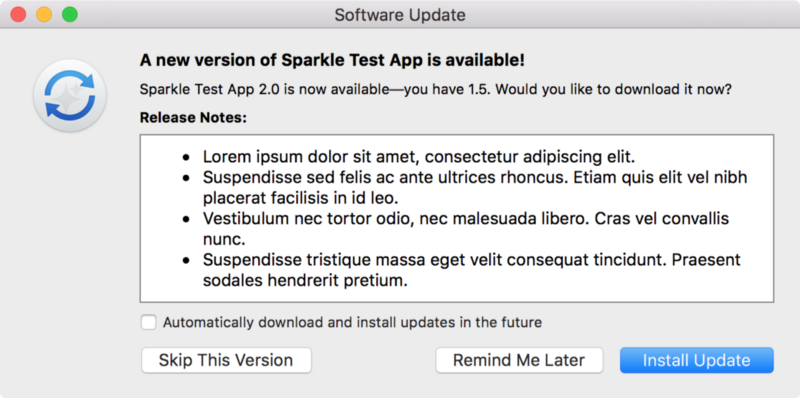 Software Update
A new version of Sparkle Test App is available!
Sparkle Test App 2.0 is now available—you have 1.5. Would you like to download it now?
Release Notes:
• Lorem ipsum dolor sit amet, consectetur adipiscing elit.
• Suspendisse sed felis ac ante ultrices rhoncus. Etiam quis elit vel nibh
placerat facilisis in id leo.
• Vestibulum nec tortor odio, nec malesuada libero. Cras vel convallis
nunc.
• Suspendisse tristique massa eget velit consequat tincidunt. Praesent
sodales hendrerit pretium.
Automatically download and install updates in the future
Skip This Version
Remind Me Later
Install Update